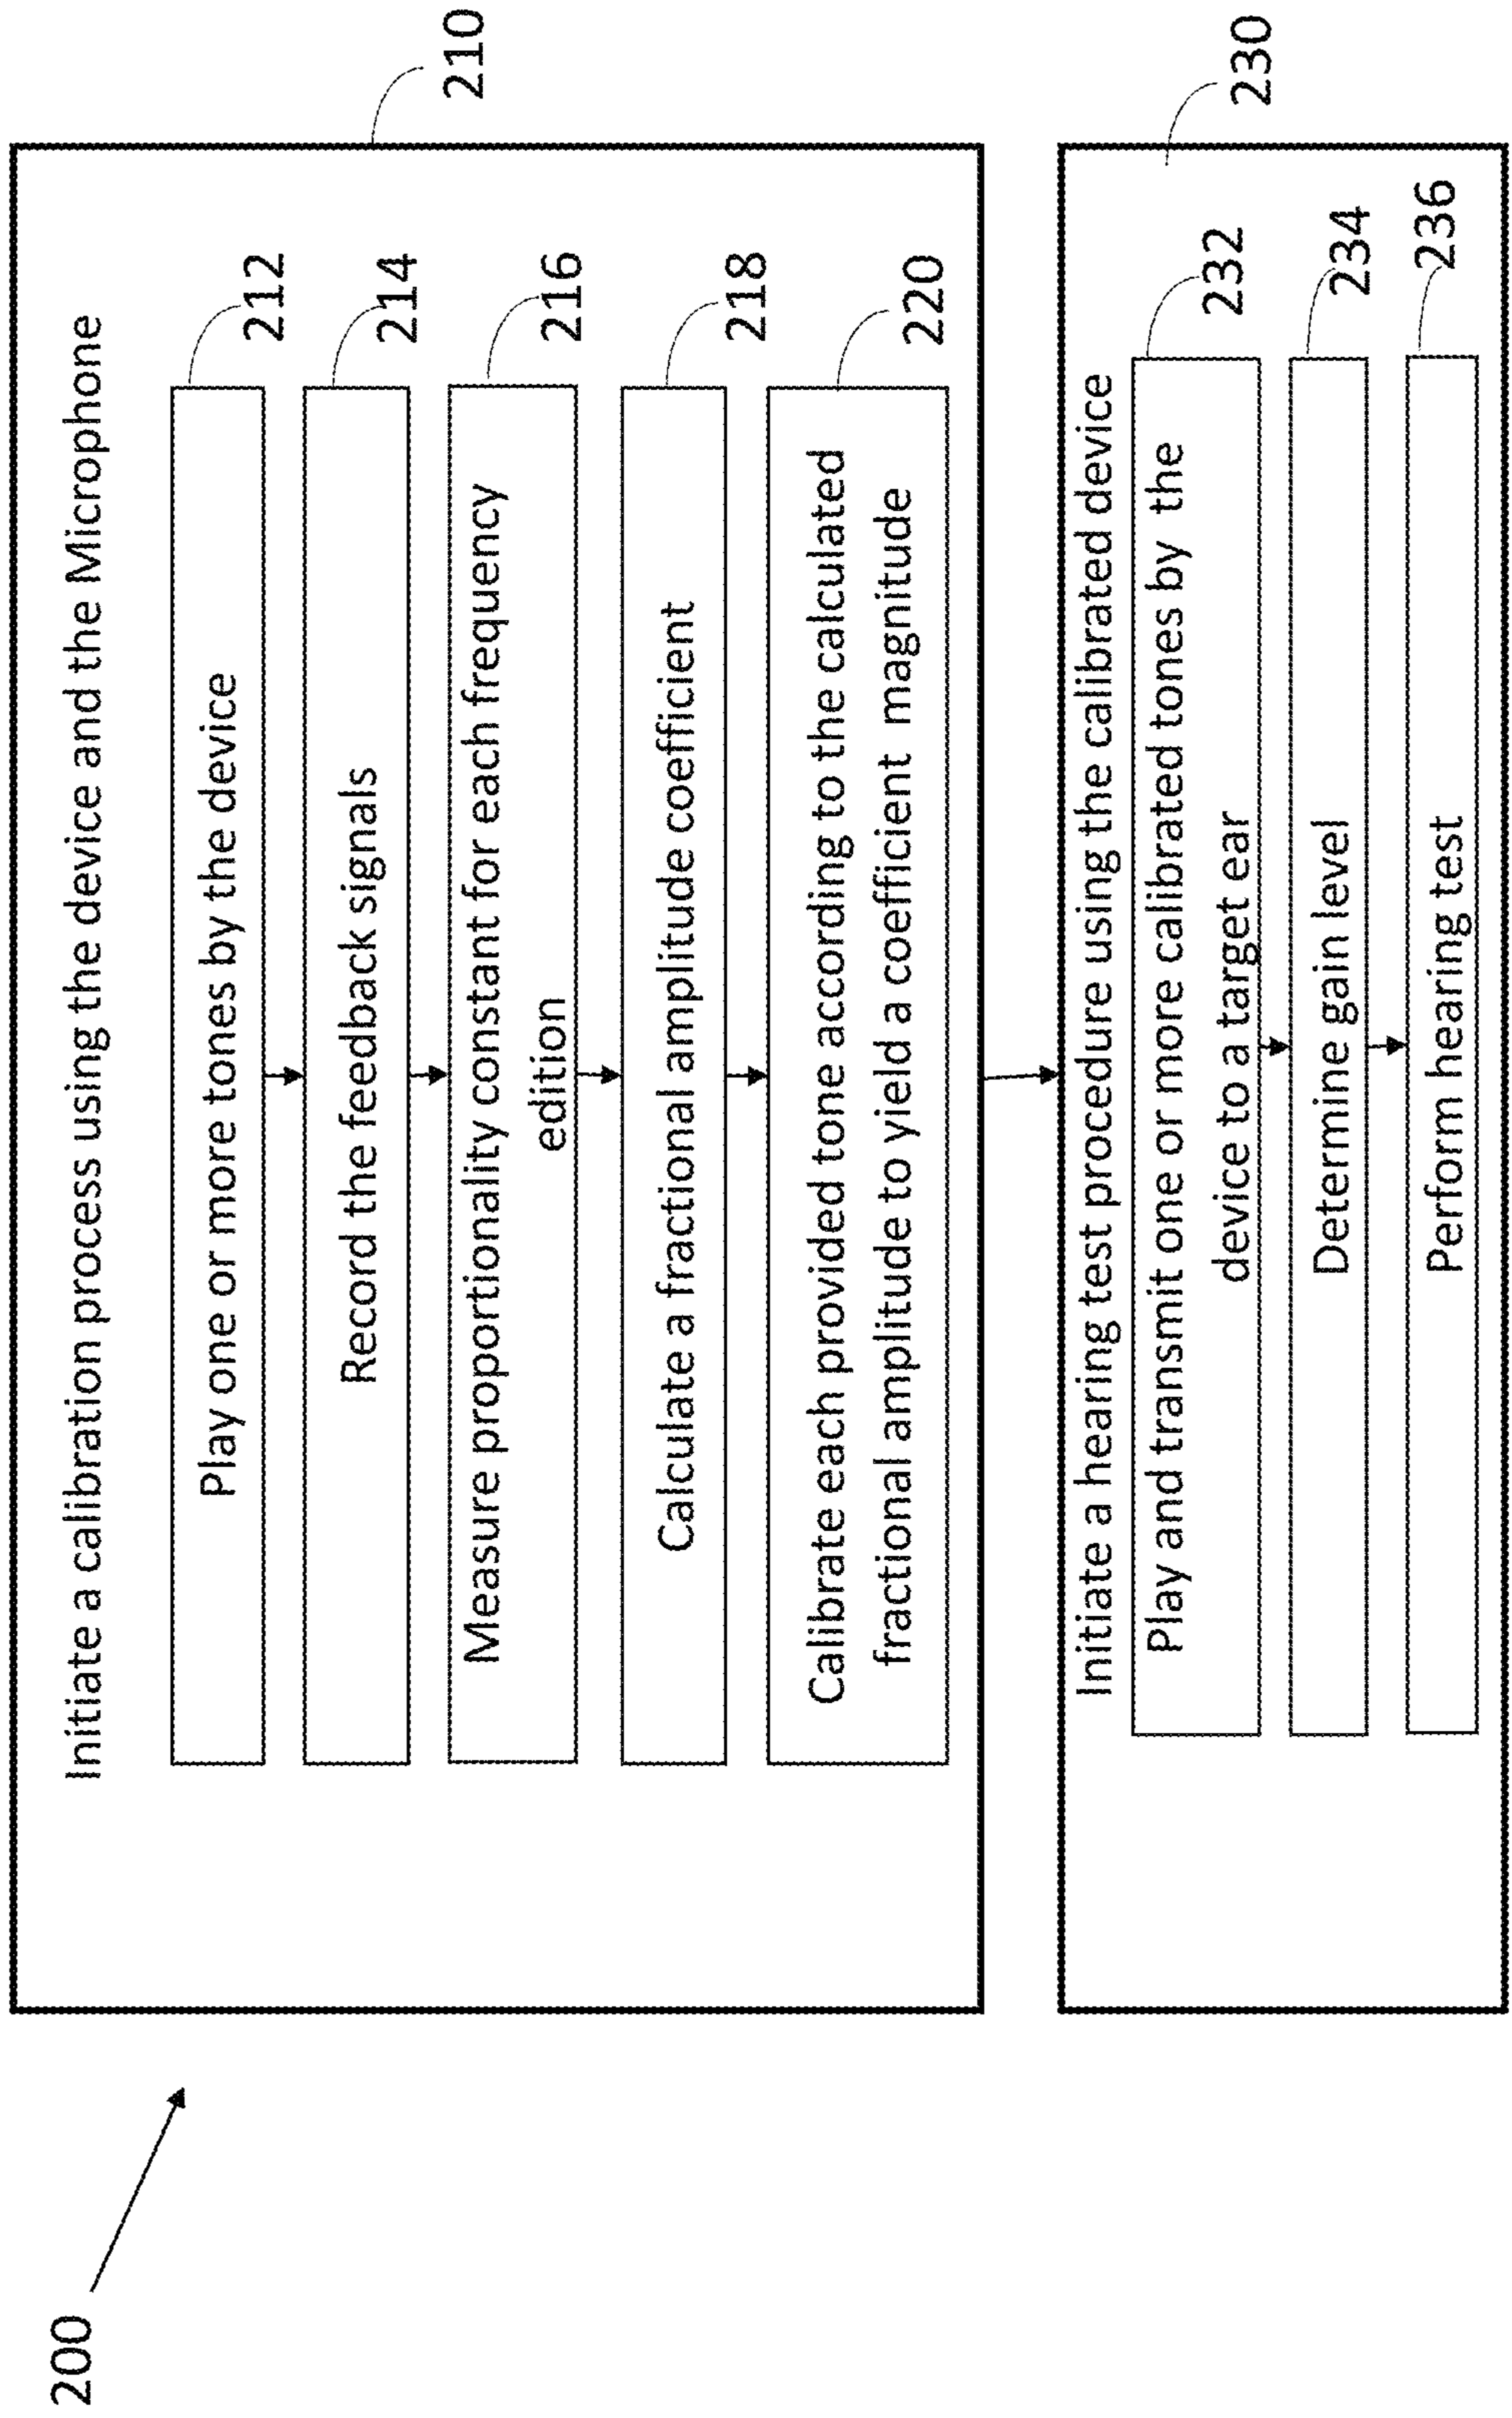 200
210
Initiate a calibration process using the device and the Microphone
212
Play one or more tones by the device
214
Record the feedback signals
216
Measure proportionality constant for each frequency
edition
218
Calculate a fractional amplitude coefficient
220
Calibrate each provided tone according to the calculated
fractional amplitude to yield a coefficient magnitude
230
Initiate a hearing test procedure using the calibrated device
232
Play and transmit one or more calibrated tones by the
device to a target ear
234
Determine gain level
236
Perform hearing test